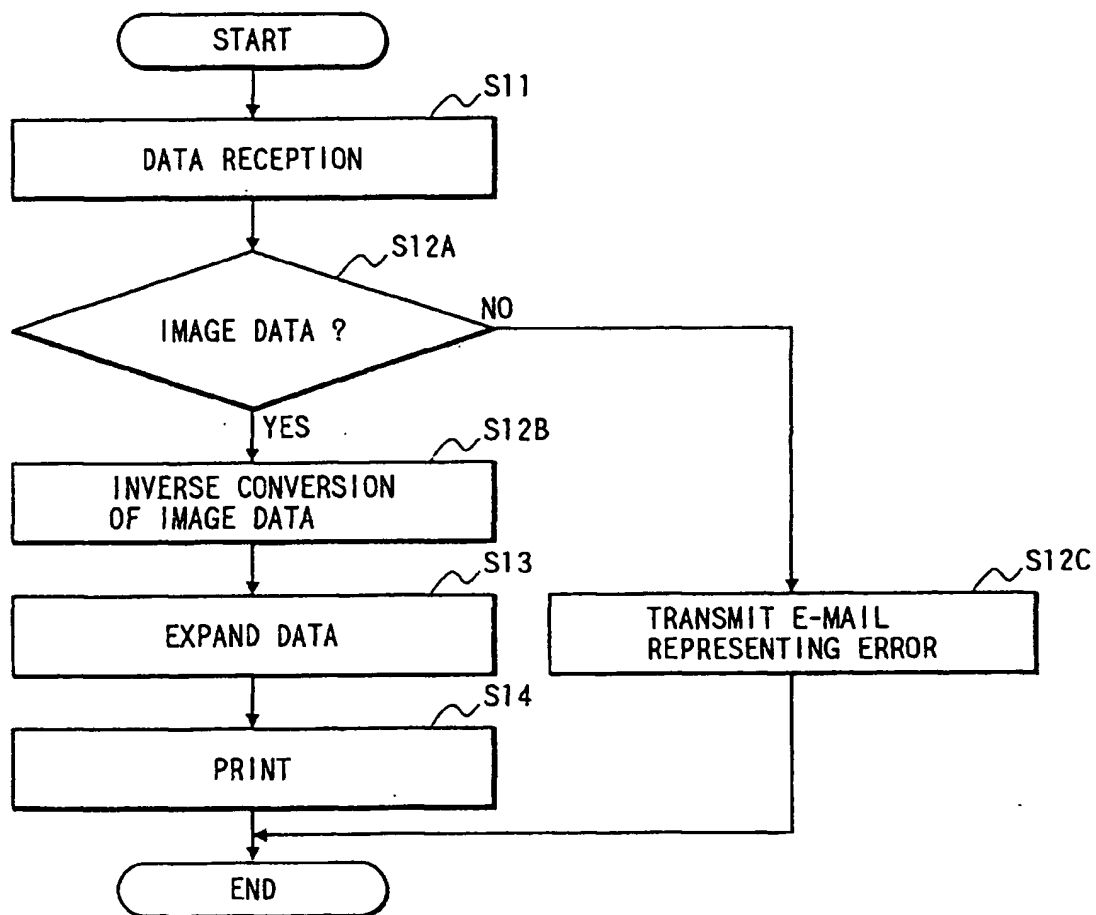 START
S11
DATA RECEPTION
S12A
IMAGE DATA ?
NO
YES
S12B
INVERSE CONVERSION
OF IMAGE DATA
S13
EXPAND DATA
S12C
TRANSMIT E-MAIL
REPRESENTING ERROR
S14
PRINT
END